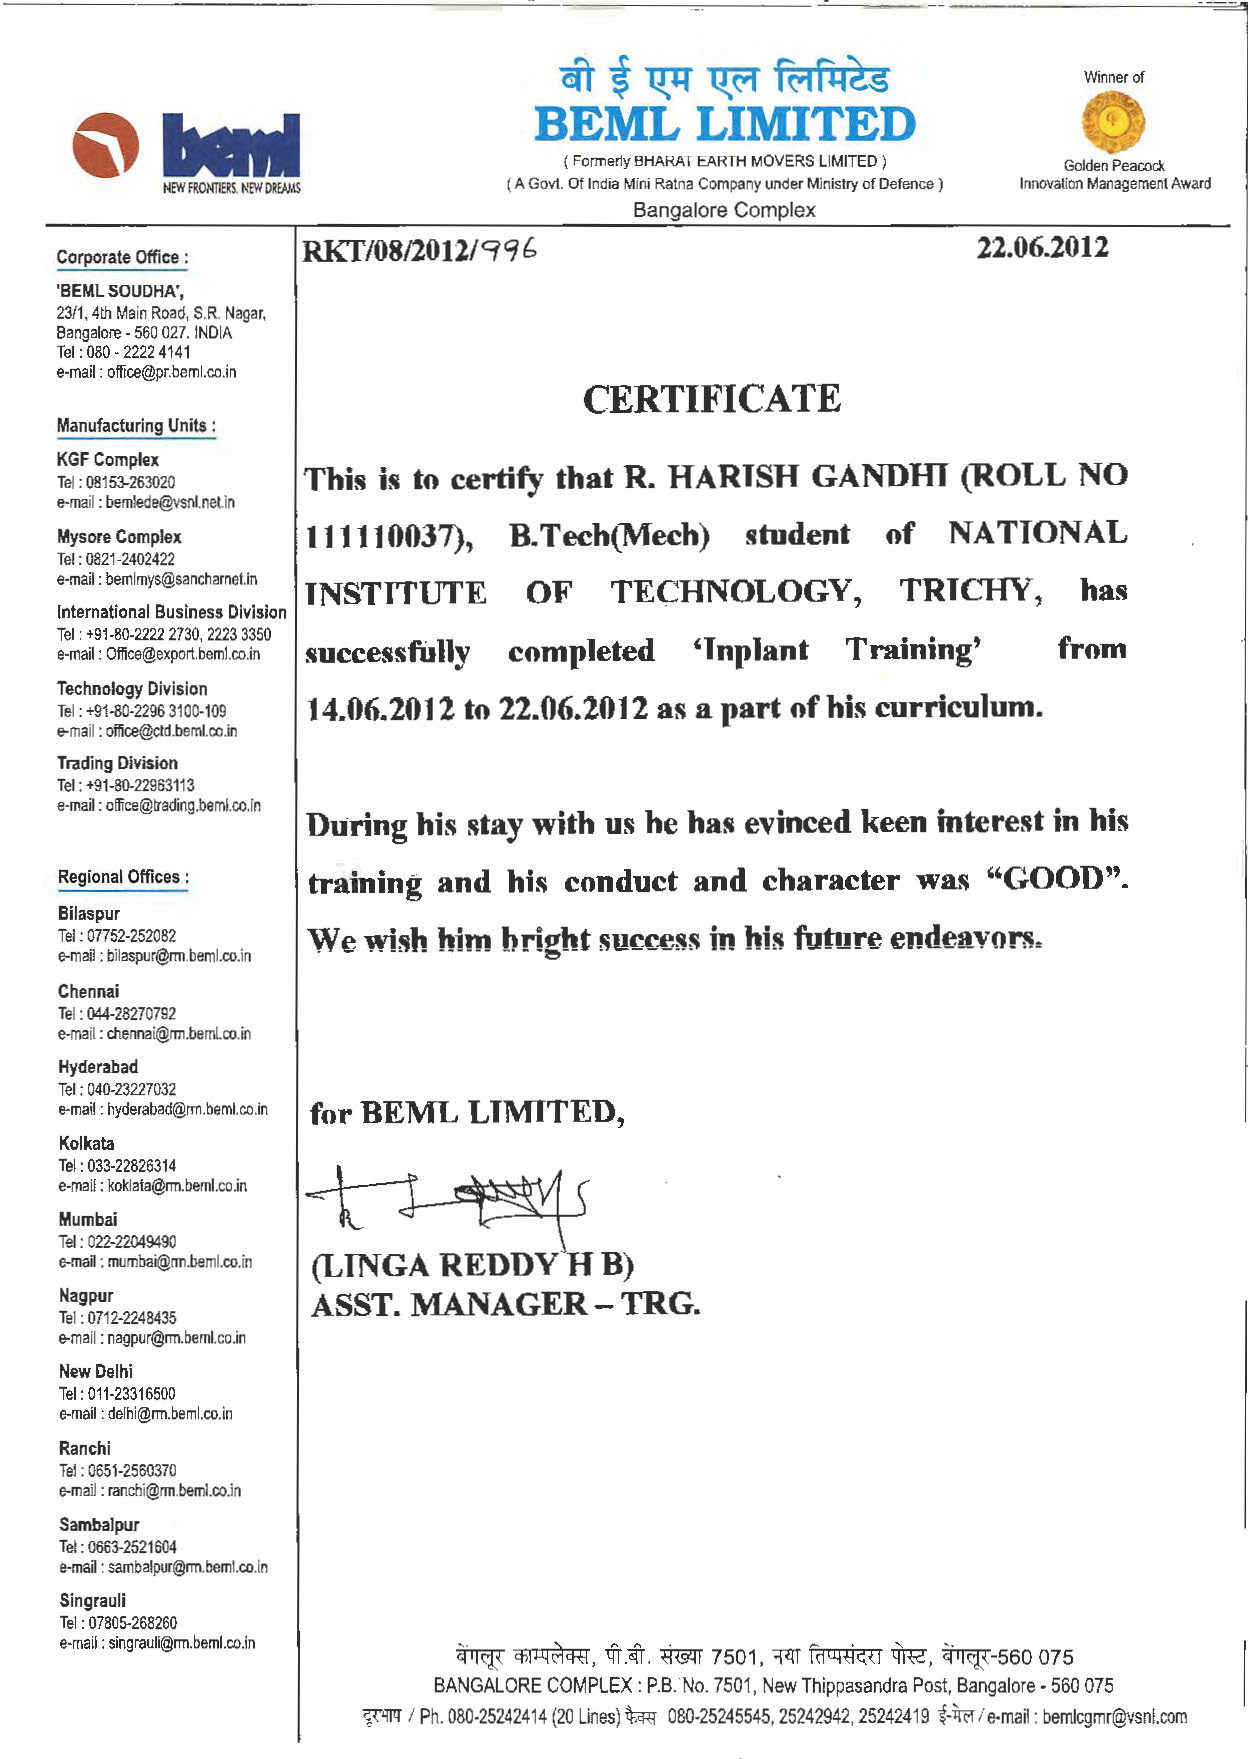 बी ई एम एल लिमिटेड
BEML LIMITED
( Formerly BHARAT EARTH MOVERS LIMITED )
( A Govt. Of India Mini Ratna Company under Ministry of Defence )
Bangalore Complex
beml
NEW FRONTIERS. NEW DREAMS
Winner of
Golden Peacock
Innovation Management Award
Corporate Office :
'BEML SOUDHA',
23/1, 4th Main Road, S.R. Nagar,
Bangalore - 560 027. INDIA
Tel : 080 - 2222 4141
e-mail : office@pr.beml.co.in
Manufacturing Units :
KGF Complex
Tel : 08153-263020
e-mail : bemlede@vsnl.net.in
Mysore Complex
Tel : 0821-2402422
e-mail : bemlmys@sancharnet.in
International Business Division
Tel : +91-80-2222 2730, 2223 3350
e-mail : Office@export.beml.co.in
Technology Division
Tel : +91-80-2296 3100-109
e-mail : office@ctd.beml.co.in
Trading Division
Tel : +91-80-22963113
e-mail : office@trading.beml.co.in
Regional Offices :
Bilaspur
Tel : 07752-252082
e-mail : bilaspur@rm.beml.co.in
Chennai
Tel : 044-28270792
e-mail : chennai@rm.beml.co.in
Hyderabad
Tel : 040-23227032
e-mail : hyderabad@rm.beml.co.in
Kolkata
Tel : 033-22826314
e-mail : koklata@rm.beml.co.in
Mumbai
Tel : 022-22049490
e-mail : mumbai@rm.beml.co.in
Nagpur
Tel : 0712-2248435
e-mail : nagpur@rm.beml.co.in
New Delhi
Tel : 011-23316500
e-mail : delhi@rm.beml.co.in
Ranchi
Tel : 0651-2560370
e-mail : ranchi@rm.beml.co.in
Sambalpur
Tel : 0663-2521604
e-mail : sambalpur@rm.beml.co.in
Singrauli
Tel : 07805-268260
e-mail : singrauli@rm.beml.co.in
RKT/08/2012/996 22.06.2012
CERTIFICATE
This is to certify that R. HARISH GANDHI (ROLL NO
111110037), B.Tech(Mech) student of NATIONAL
INSTITUTE OF TECHNOLOGY, TRICHY, has
successfully completed ‘Inplant Training’ from
14.06.2012 to 22.06.2012 as a part of his curriculum.
During his stay with us he has evinced keen interest in his
training and his conduct and character was “GOOD”.
We wish him bright success in his future endeavors.
for BEML LIMITED,
(LINGA REDDY H B)
ASST. MANAGER – TRG.
बेंगलूर काम्पलेक्स, पी.बी. संख्या 7501, नया तिप्पसंदरा पोस्ट, बेंगलूर-560 075
BANGALORE COMPLEX : P.B. No. 7501, New Thippasandra Post, Bangalore - 560 075
दूरभाष / Ph. 080-25242414 (20 Lines) फैक्स 080-25245545, 25242942, 25242419 ई-मेल / e-mail : bemlcgmr@vsnl.com